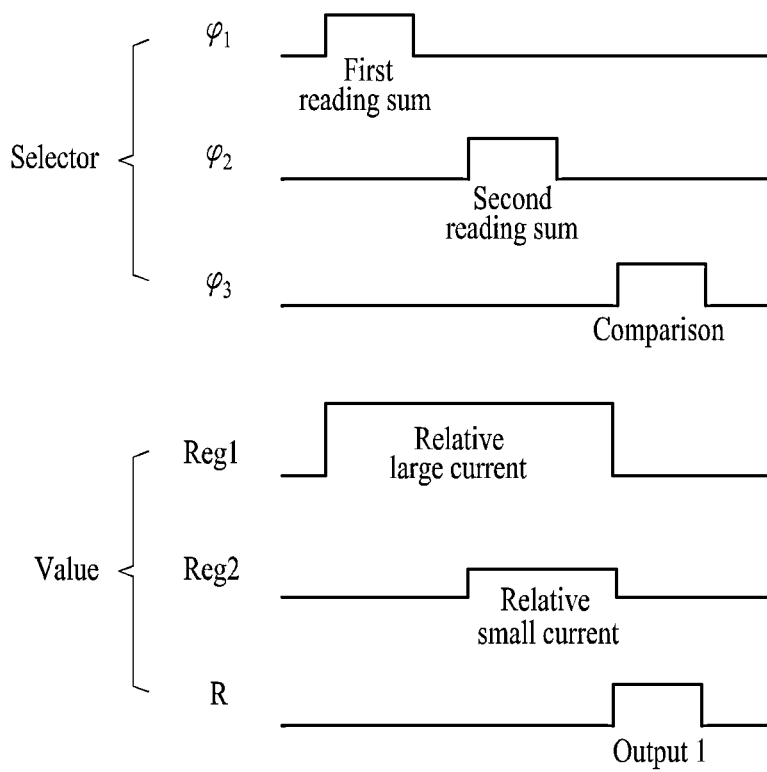 φ1
First
reading sum
Selector
φ2
Second
reading sum
φ3
Comparison
Reg1
Relative
large current
Value
Reg2
Relative
small current
R
Output 1